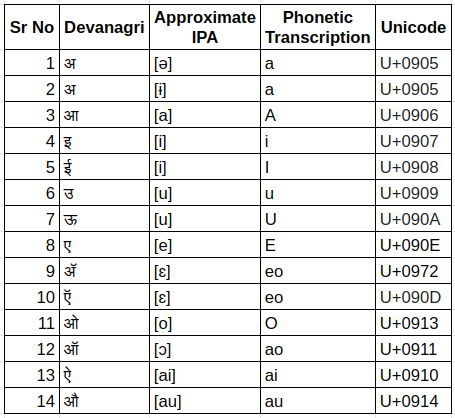 Sr No Devanagri Approximate IPA Phonetic Transcription Unicode
1 अ [ə] a U+0905
2 अ [ɨ] a U+0905
3 आ [a] A U+0906
4 इ [i] i U+0907
5 ई [i] I U+0908
6 उ [u] u U+0909
7 ऊ [u] U U+090A
8 ए [e] E U+090E
9 ॲ [ɛ] eo U+0972
10 ऍ [ɛ] eo U+090D
11 ओ [o] O U+0913
12 ऑ [ɔ] ao U+0911
13 ऐ [ai] ai U+0910
14 औ [au] au U+0914